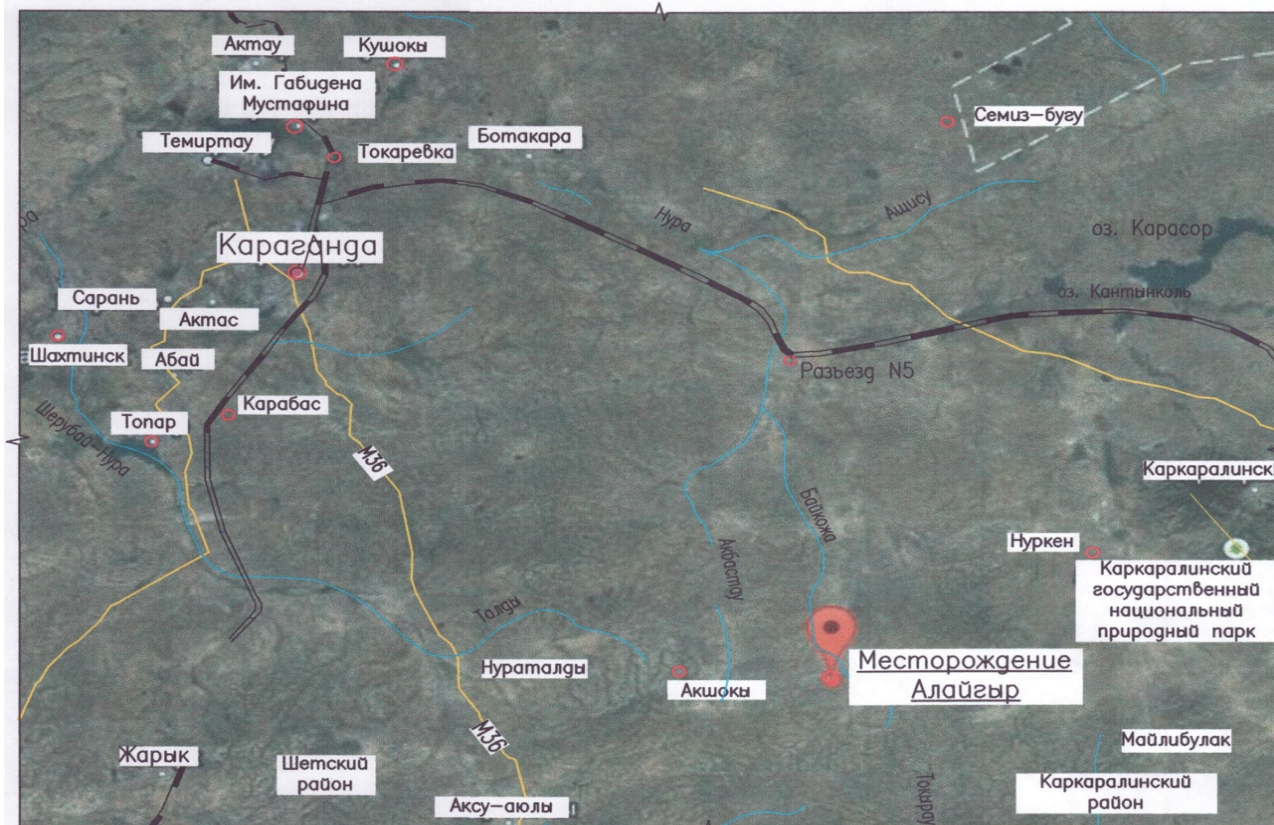 Актау
Кушокы
Им. Габидена
Мустафина
Семиз-бугу
Темиртау
Токаревка
Ботакара
Нура
Ащису
оз. Карасор
Караганда
оз. Кантынколь
Сарань
Актас
Шахтинск
Абай
Разъезд N5
Карабас
Топар
Шерубай-Нура
М36
Каркаралинск
Байкожа
Нуркен
Акбастау
Каркаралинский
государственный
национальный
природный парк
Талды
Месторождение
Алайгыр
Нураталды
Акшокы
М36
Майлибулак
Жарык
Шетский
район
Каркаралинский
район
Аксу-аюлы